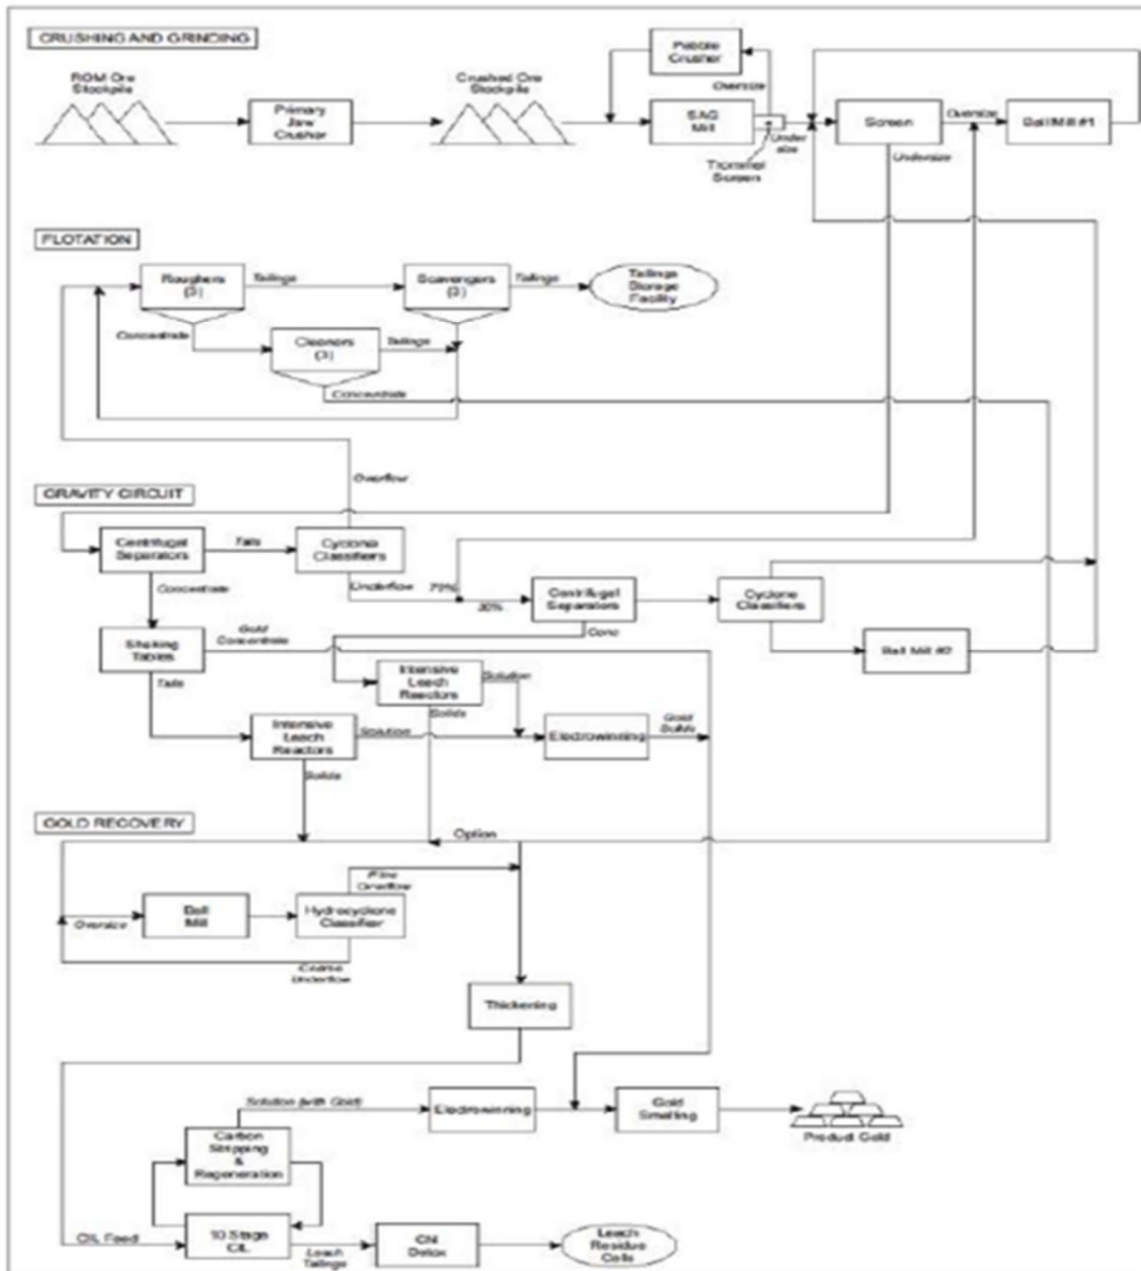 CRUSHING AND GRINDING
ROM Ore
Stockpile
Primary
Jaw
Crusher
Crushed Ore
Stockpile
Pebble
Crusher
Oversize
SAG
Mill
Under
size
Trommel
Screen
Screen
Oversize
Undersize
Ball Mill #1
FLOTATION
Roughers
(3)
Tailings
Scavengers
(3)
Tailings
Tailings
Storage
Facility
Concentrate
Cleaners
(3)
Tailings
Concentrate
Overflow
GRAVITY CIRCUIT
Centrifugal
Separators
Tails
Cyclone
Classifiers
Underflow
70%
30%
Centrifugal
Separators
Cyclone
Classifiers
Concentrate
Conc
Shaking
Tables
Gold
Concentrate
Ball Mill #2
Tails
Intensive
Leach
Reactors
Solution
Solids
Intensive
Leach
Reactors
Solution
Electrowinning
Gold
Solids
Solids
GOLD RECOVERY
Option
Fine
Overflow
Oversize
Ball
Mill
Hydrocyclone
Classifier
Coarse
Underflow
Thickening
Solution (with Gold)
Electrowinning
Gold
Smelting
Product Gold
Carbon
Stripping
&
Regeneration
CIL Feed
10 Stage
CIL
Leach
Tailings
CN
Detox
Leach
Residue
Cells